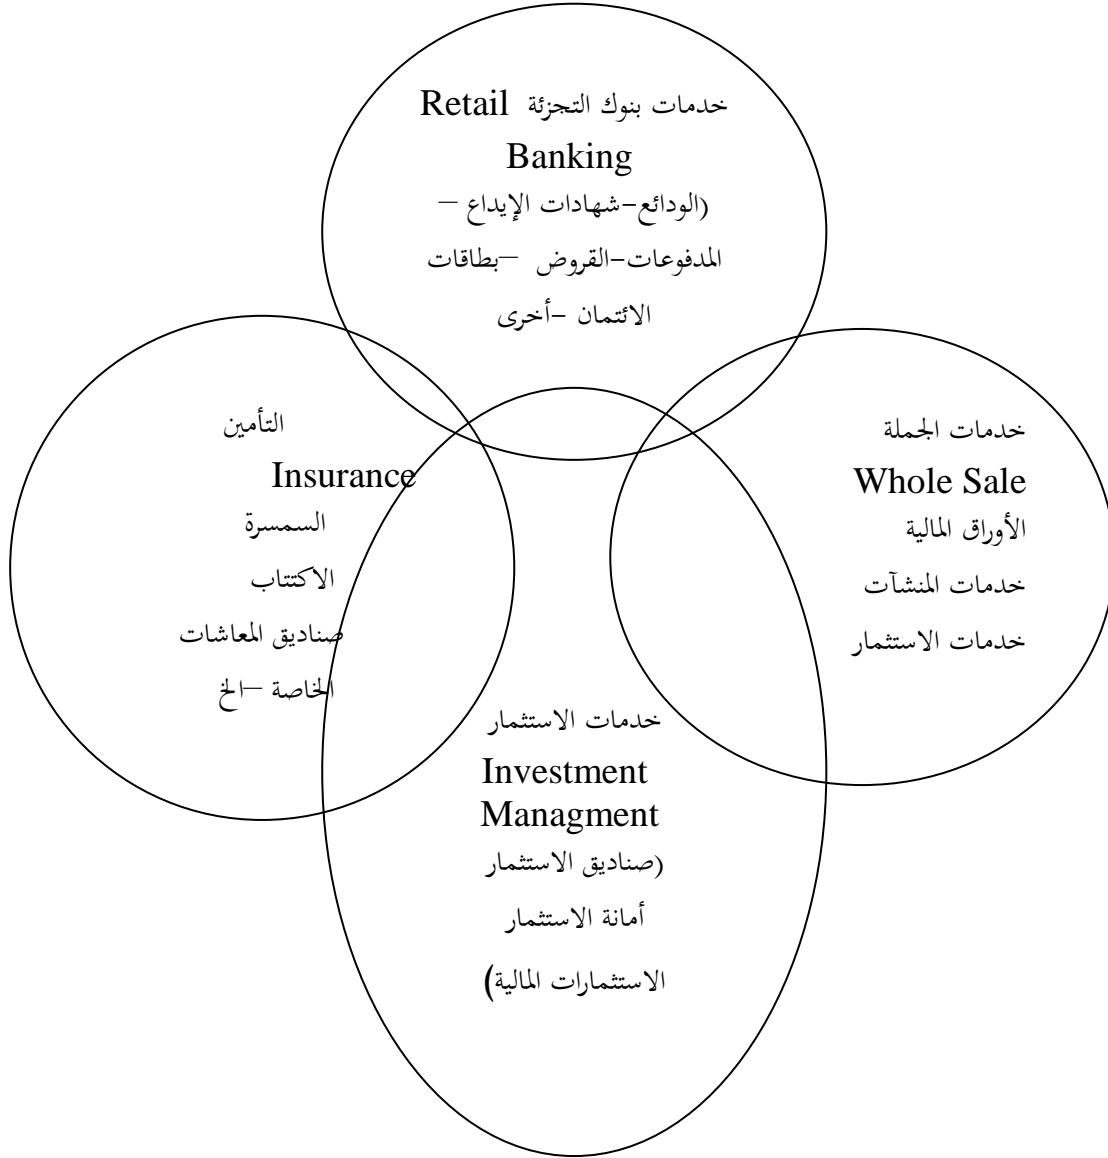 خدمات بنوك التجزئة Retail
Banking
(الودائع-شهادات الإيداع –
المدفوعات-القروض –بطاقات
الائتمان -أخرى
خدمات الجملة
Whole Sale
الأوراق المالية
خدمات المنشآت
خدمات الاستثمار
التأمين
Insurance
السمسرة
الاكتتاب
صناديق المعاشات
الخاصة –الخ
خدمات الاستثمار
Investment
Managment
(صناديق الاستثمار
أمانة الاستثمار
الاستثمارات المالية)